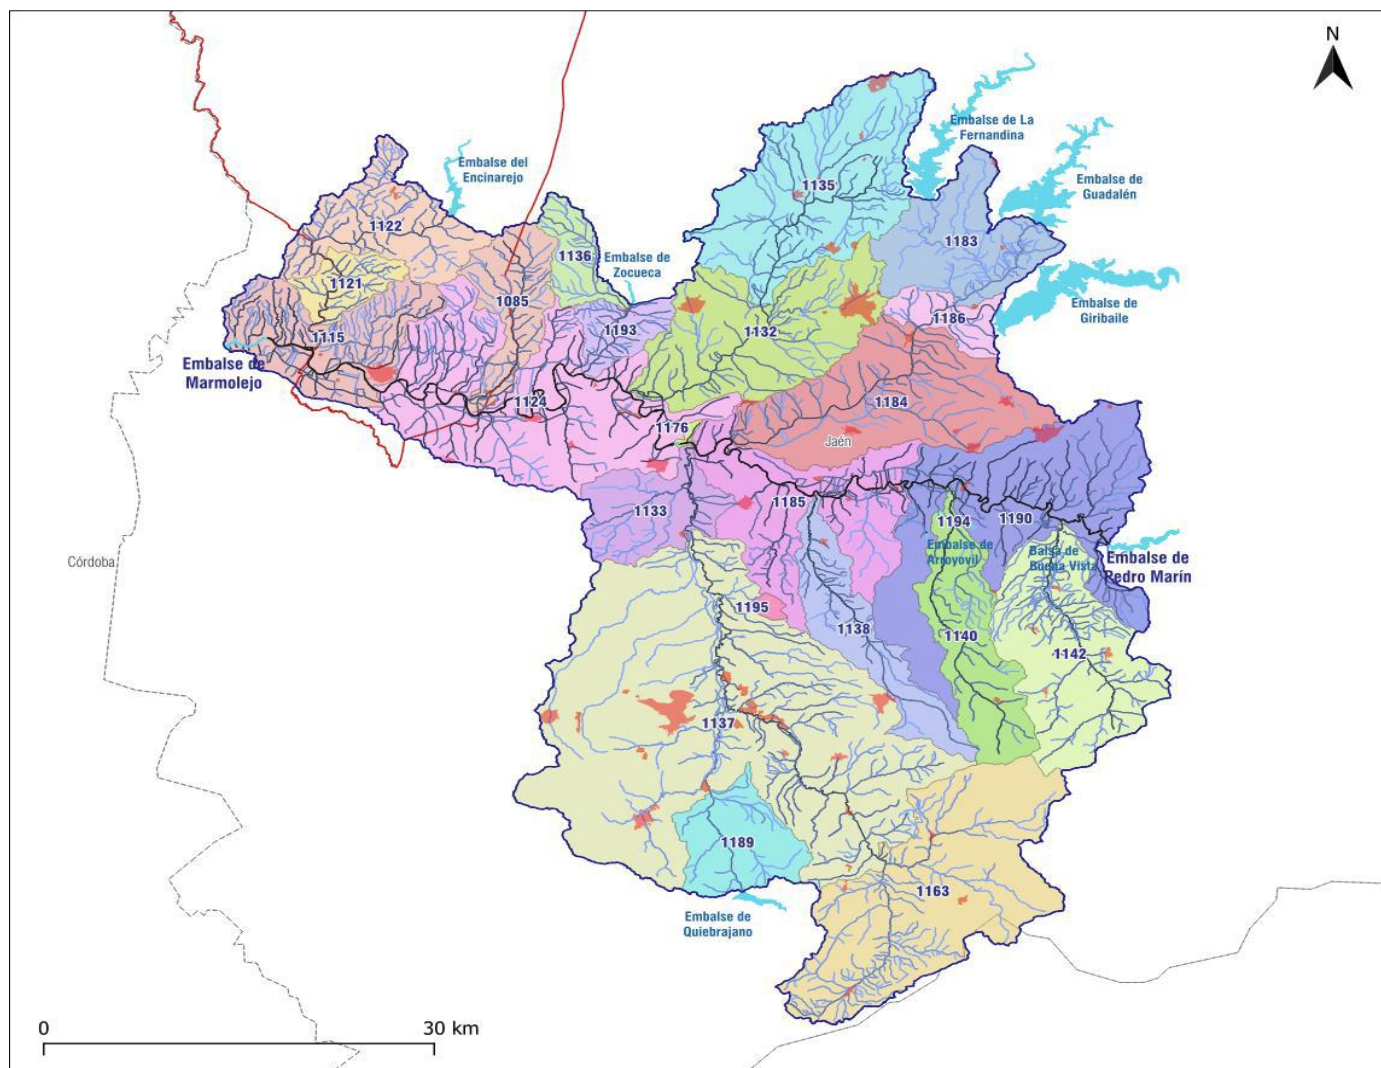 N
Embalse de La
Fernandina
Embalse del
Encinarejo
Embalse de
Guadalén
1135
1122
1183
1136
Embalse de
Zocueca
1121
1085
Embalse de
Giribaile
1186
1193
1132
1115
Embalse de
Marmolejo
1124
1184
1176
Jaén
1185
1133
1194
1190
Embalse de
Arroyovil
Balsa de
Buena Vista
Embalse de
Pedro Marín
Córdoba
1195
1138
1140
1142
1137
1189
1163
Embalse de
Quiebrajano
0
30 km